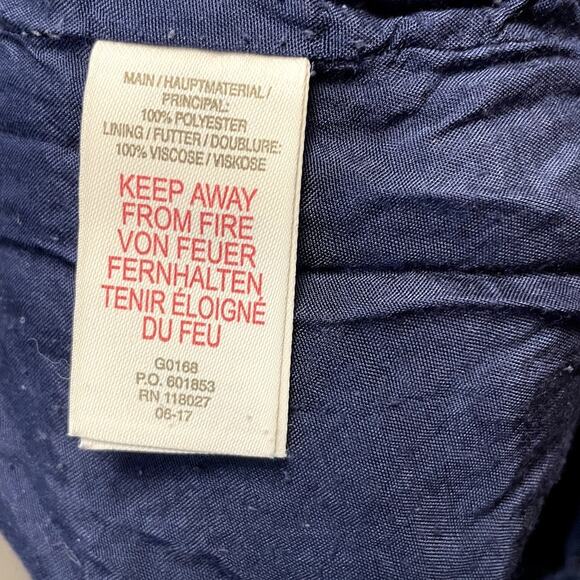 MAIN / HAUPTMATERIAL /
PRINCIPAL:
100% POLYESTER
LINING / FUTTER / DOUBLURE:
100% VISCOSE / VISKOSE
KEEP AWAY
FROM FIRE
VON FEUER
FERNHALTEN
TENIR ÉLOIGNÉ
DU FEU
G0168
P.O. 601853
RN 118027
06-17